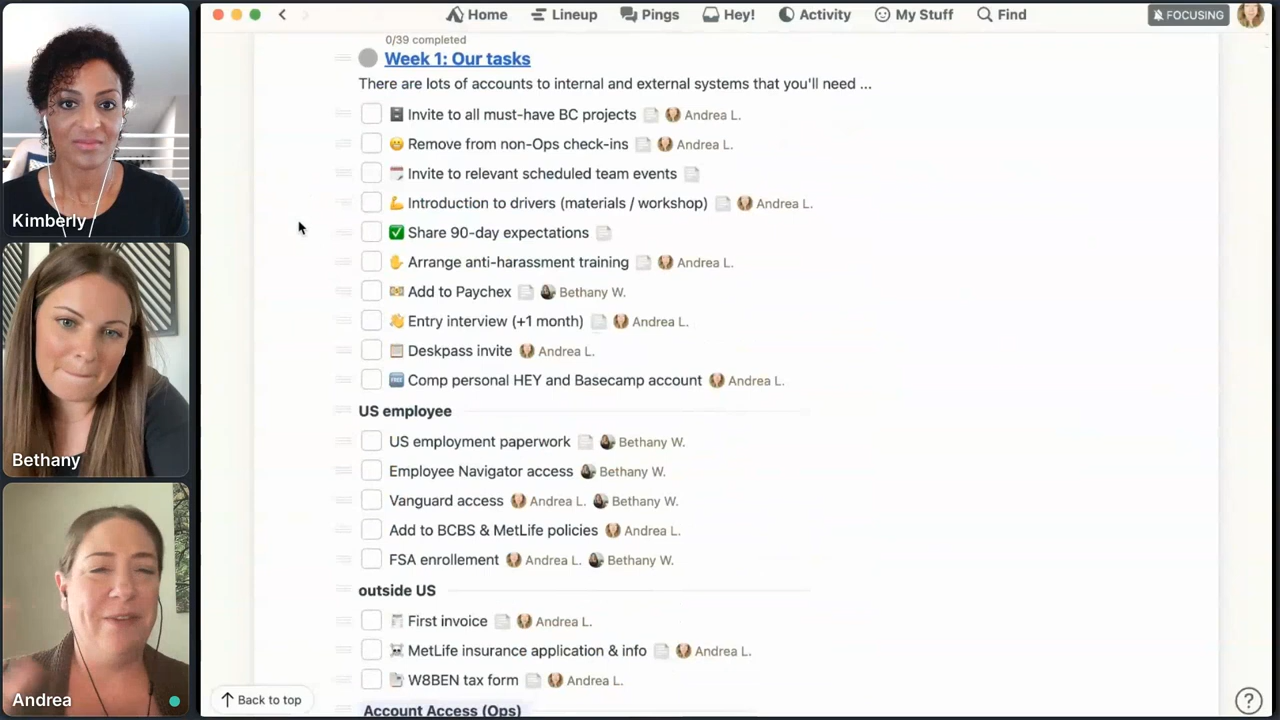 Home Lineup Pings Hey! Activity My Stuff Find FOCUSING
0/39 completed
Week 1: Our tasks
There are lots of accounts to internal and external systems that you'll need ...
Invite to all must-have BC projects Andrea L.
Remove from non-Ops check-ins Andrea L.
Invite to relevant scheduled team events
Introduction to drivers (materials / workshop) Andrea L.
Share 90-day expectations
Arrange anti-harassment training Andrea L.
Add to Paychex Bethany W.
Entry interview (+1 month) Andrea L.
Deskpass invite Andrea L.
FREE Comp personal HEY and Basecamp account Andrea L.
US employee
US employment paperwork Bethany W.
Employee Navigator access Bethany W.
Vanguard access Andrea L. Bethany W.
Add to BCBS & MetLife policies Andrea L.
FSA enrollement Andrea L. Bethany W.
outside US
First invoice Andrea L.
MetLife insurance application & info Andrea L.
W8BEN tax form Andrea L.
Account Access (Ops)
Back to top
?
Kimberly
Bethany
Andrea